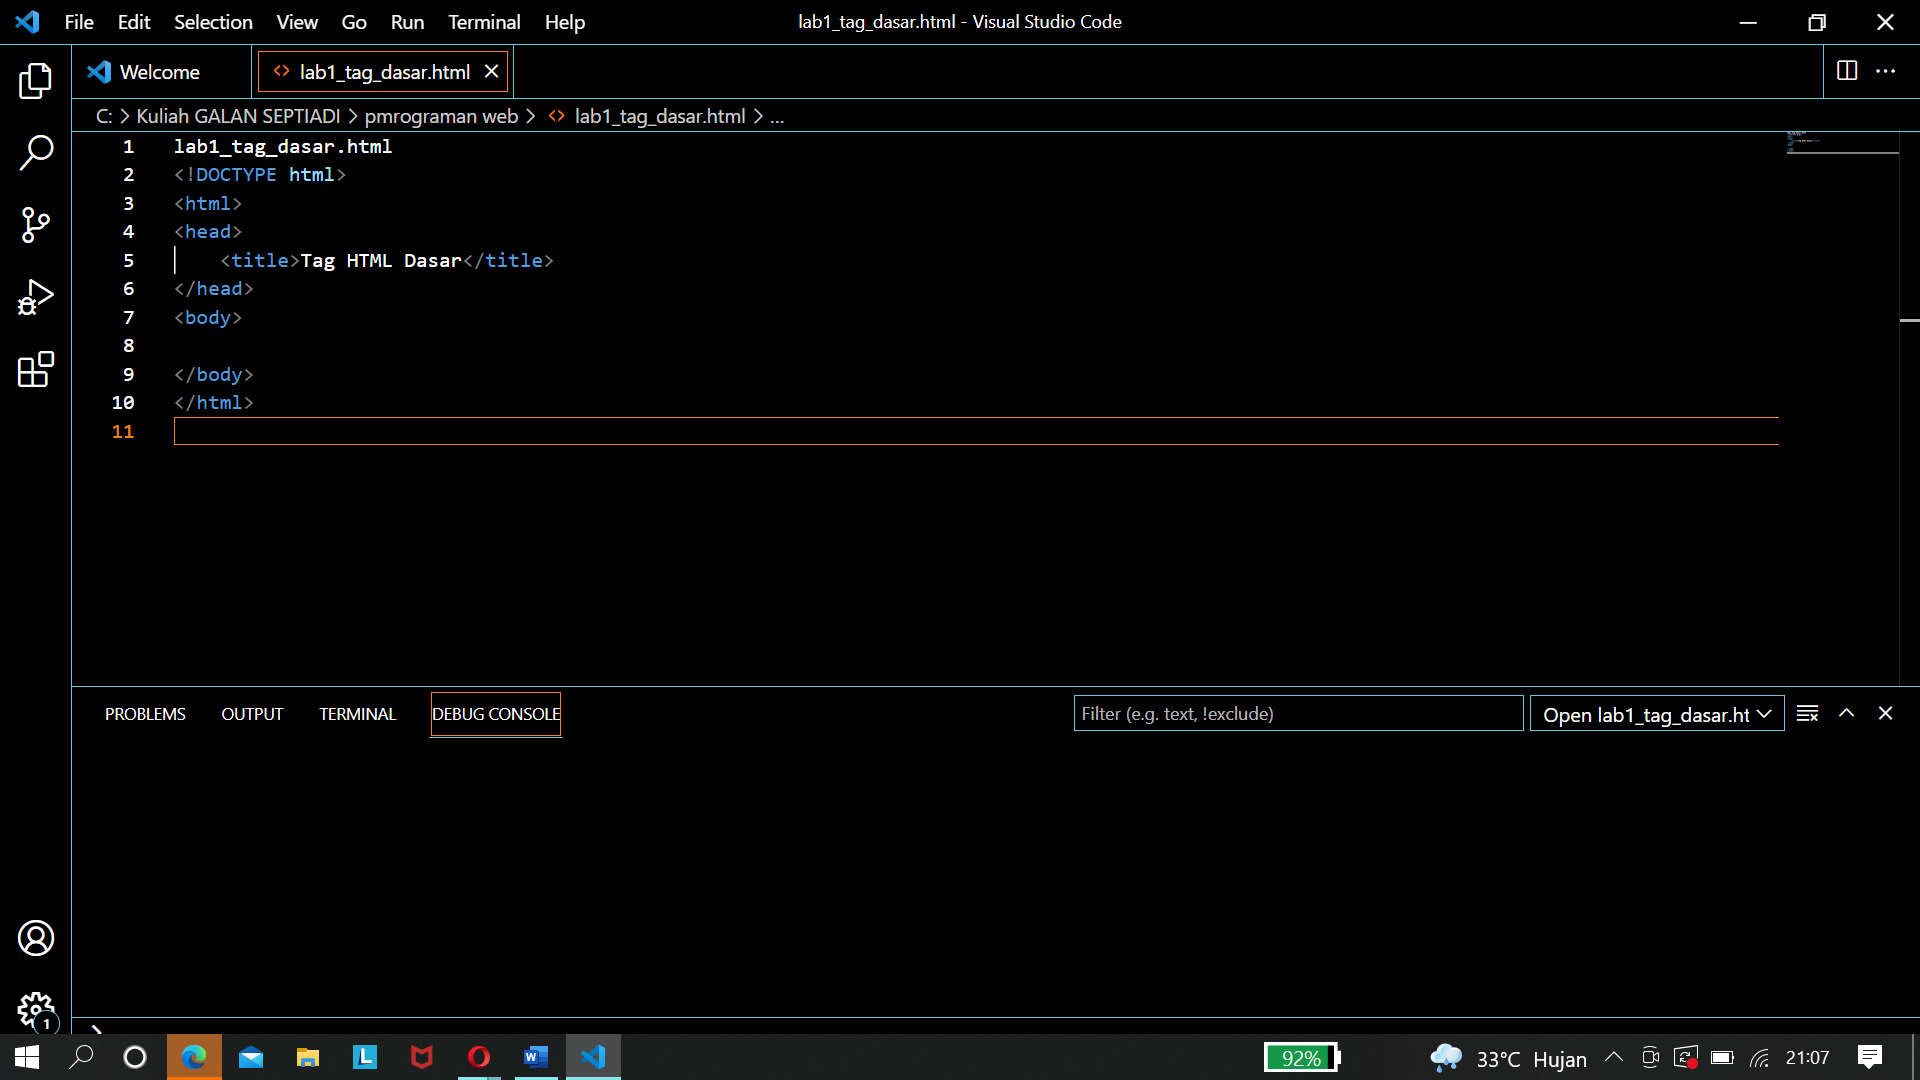 File Edit Selection View Go Run Terminal Help lab1_tag_dasar.html - Visual Studio Code
Welcome lab1_tag_dasar.html
C: > Kuliah GALAN SEPTIADI > pmrograman web > lab1_tag_dasar.html > ...
1 lab1_tag_dasar.html
2 <!DOCTYPE html>
3 <html>
4 <head>
5     <title>Tag HTML Dasar</title>
6 </head>
7 <body>
8
9 </body>
10 </html>
11
PROBLEMS OUTPUT TERMINAL DEBUG CONSOLE Filter (e.g. text, !exclude) Open lab1_tag_dasar.ht
1
92% 33°C Hujan 21:07